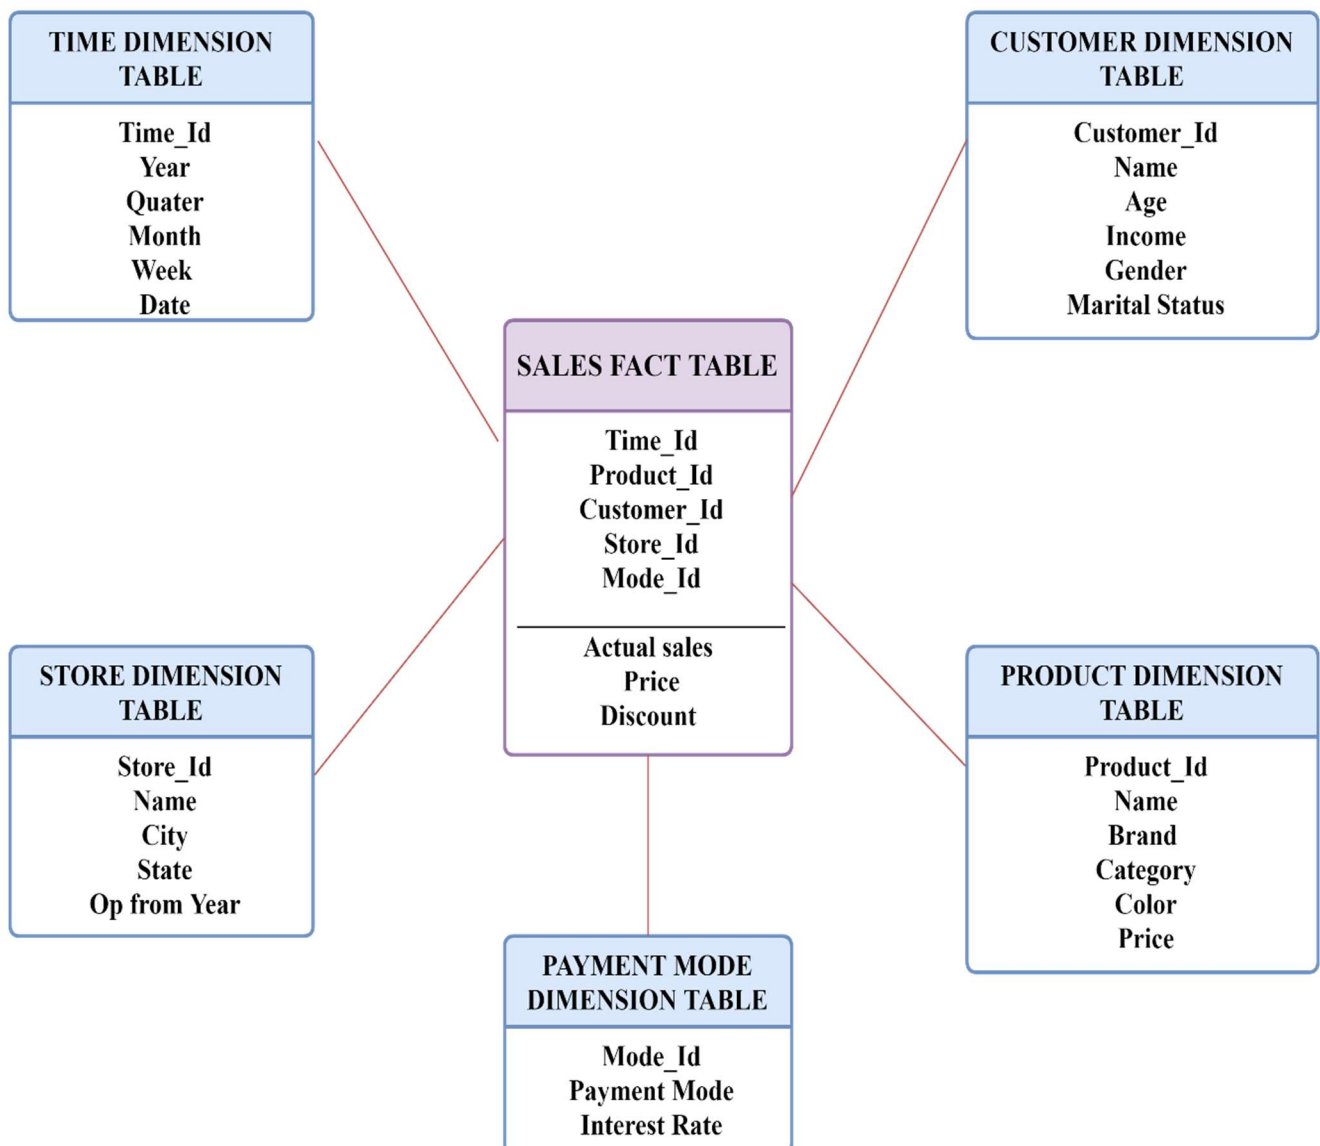 TIME DIMENSION
TABLE
Time_Id
Year
Quater
Month
Week
Date
CUSTOMER DIMENSION
TABLE
Customer_Id
Name
Age
Income
Gender
Marital Status
SALES FACT TABLE
Time_Id
Product_Id
Customer_Id
Store_Id
Mode_Id
Actual sales
Price
Discount
STORE DIMENSION
TABLE
Store_Id
Name
City
State
Op from Year
PRODUCT DIMENSION
TABLE
Product_Id
Name
Brand
Category
Color
Price
PAYMENT MODE
DIMENSION TABLE
Mode_Id
Payment Mode
Interest Rate